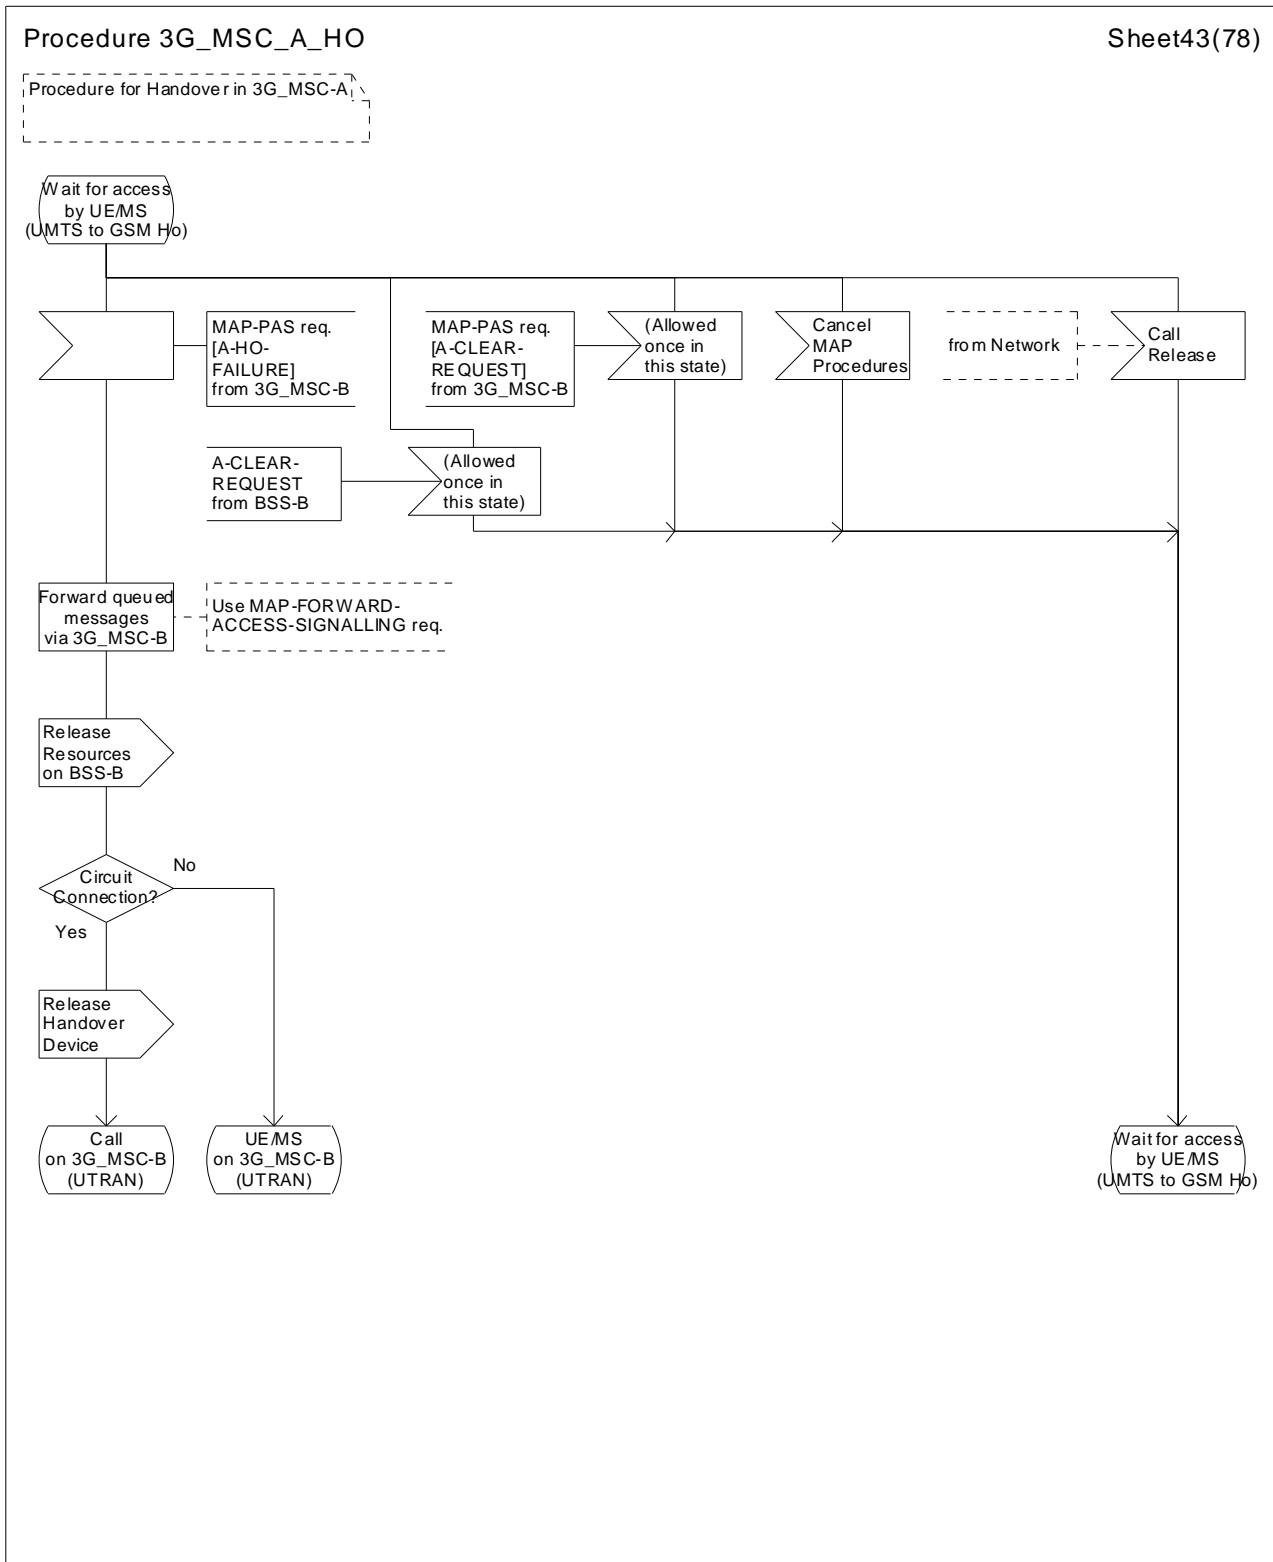 Procedure 3G_MSC_A_HO
Sheet43(78)
Procedure for Handover in 3G_MSC-A
Wait for access
by UE/MS
(UMTS to GSM Ho)
MAP-PAS req.
[A-HO-
FAILURE]
from 3G_MSC-B
MAP-PAS req.
[A-CLEAR-
REQUEST]
from 3G_MSC-B
(Allowed
once in
this state)
Cancel
MAP
Procedures
from Network
Call
Release
A-CLEAR-
REQUEST
from BSS-B
(Allowed
once in
this state)
Forward queued
messages
via 3G_MSC-B
Use MAP-FORWARD-
ACCESS-SIGNALLING req.
Release
Resources
on BSS-B
Circuit
Connection?
No
Yes
Release
Handover
Device
Call
on 3G_MSC-B
(UTRAN)
UE/MS
on 3G_MSC-B
(UTRAN)
Wait for access
by UE/MS
(UMTS to GSM Ho)